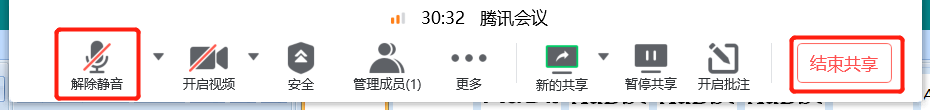 30:32 腾讯会议
解除静音 开启视频 安全 管理成员(1) 更多 新的共享 暂停共享 开启批注 结束共享